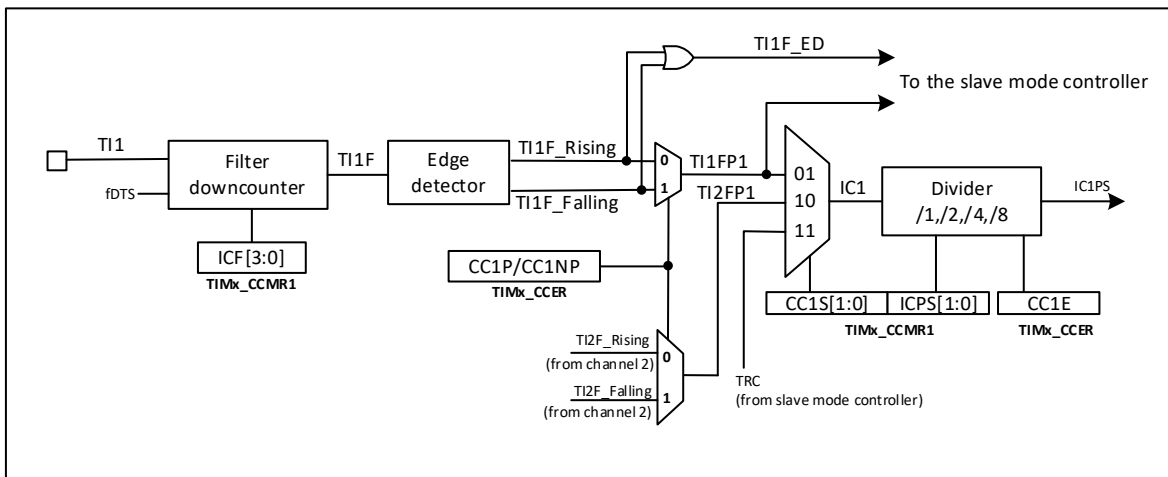 TI1F_ED
To the slave mode controller
TI1
Filter
downcounter
fDTS
TI1F
Edge
detector
TI1F_Rising
TI1F_Falling
0
1
TI1FP1
TI2FP1
01
10
11
IC1
Divider
/1,/2,/4,/8
IC1PS
ICF[3:0]
TIMx_CCMR1
CC1P/CC1NP
TIMx_CCER
CC1S[1:0]
ICPS[1:0]
TIMx_CCMR1
CC1E
TIMx_CCER
TI2F_Rising
(from channel 2)
TI2F_Falling
(from channel 2)
0
1
TRC
(from slave mode controller)